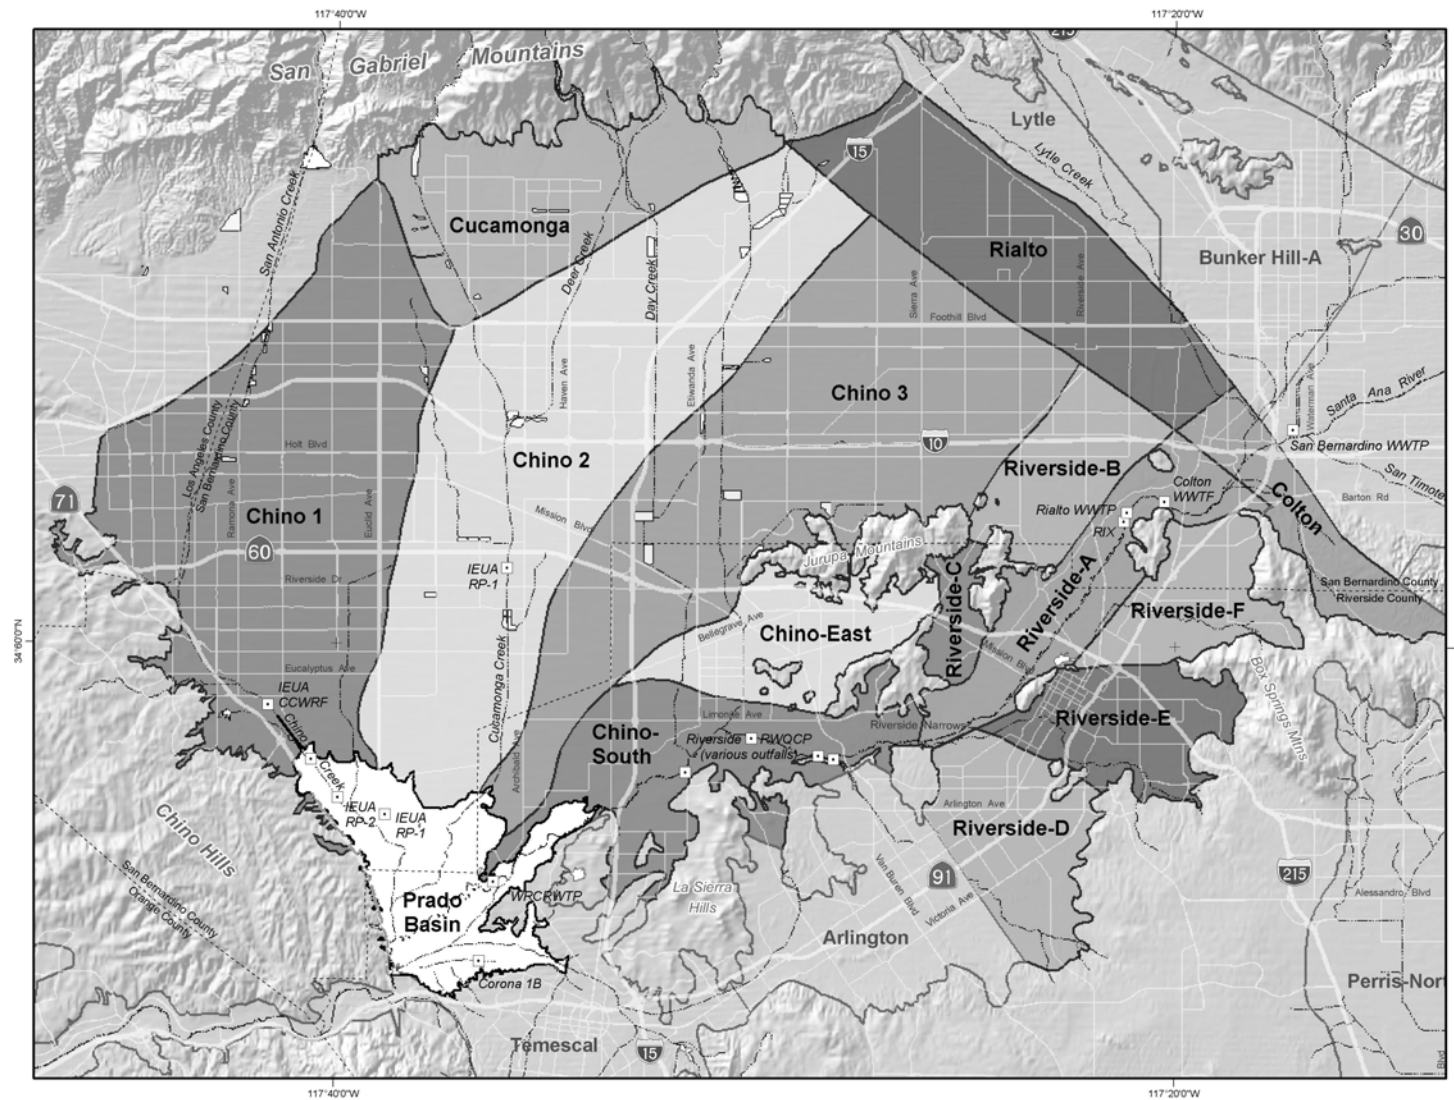 117°40'0"W
117°20'0"W
San Gabriel Mountains
215
Lytle
15
Lytle Creek
San Antonio Creek
Cucamonga
Deer Creek
Day Creek
Rialto
Sierra Ave
Riverside Ave
Bunker Hill-A
30
Foothill Blvd
Haven Ave
Etiwanda Ave
Chino 3
Waterman Ave
Santa Ana River
Los Angeles County
San Bernardino County
Holt Blvd
10
San Bernardino WWTP
Chino 2
Riverside-B
San Timote
71
Ramona Ave
Euclid Ave
Colton
WWTF
Colton
Barton Rd
Chino 1
Mission Blvd
Rialto WWTP
RIX
60
Jurupa Mountains
IEUA
RP-1
Riverside Dr
Riverside-C
Riverside-A
San Bernardino County
Riverside County
Riverside-F
34°60'0"N
Bellegrave Ave
Chino-East
Mission Blvd
Eucalyptus Ave
Cucamonga Creek
Box Springs Mtns
IEUA
CCWRF
Limonite Ave
Riverside Narrows
Riverside-E
Chino Creek
Archibald Ave
Chino-
South
Riverside RWQCP
(various outfalls)
IEUA
RP-2
IEUA
RP-1
Arlington Ave
Riverside-D
Chino Hills
San Bernardino County
Orange County
La Sierra
Hills
Van Buren Blvd
91
Victoria Ave
215
Alessandro Blvd
Prado
Basin
WRCRWTP
Arlington
Corona 1B
Perris-Nor
Temescal
15
Blvd
117°40'0"W
117°20'0"W